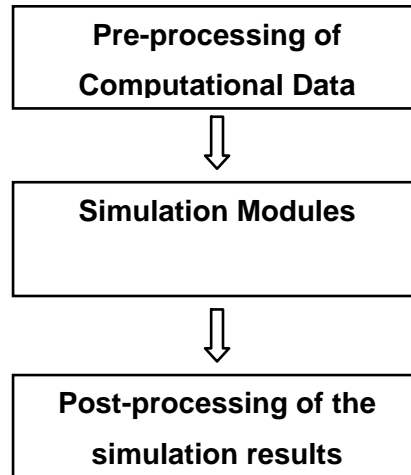 Pre-processing of
Computational Data
Simulation Modules
Post-processing of the
simulation results